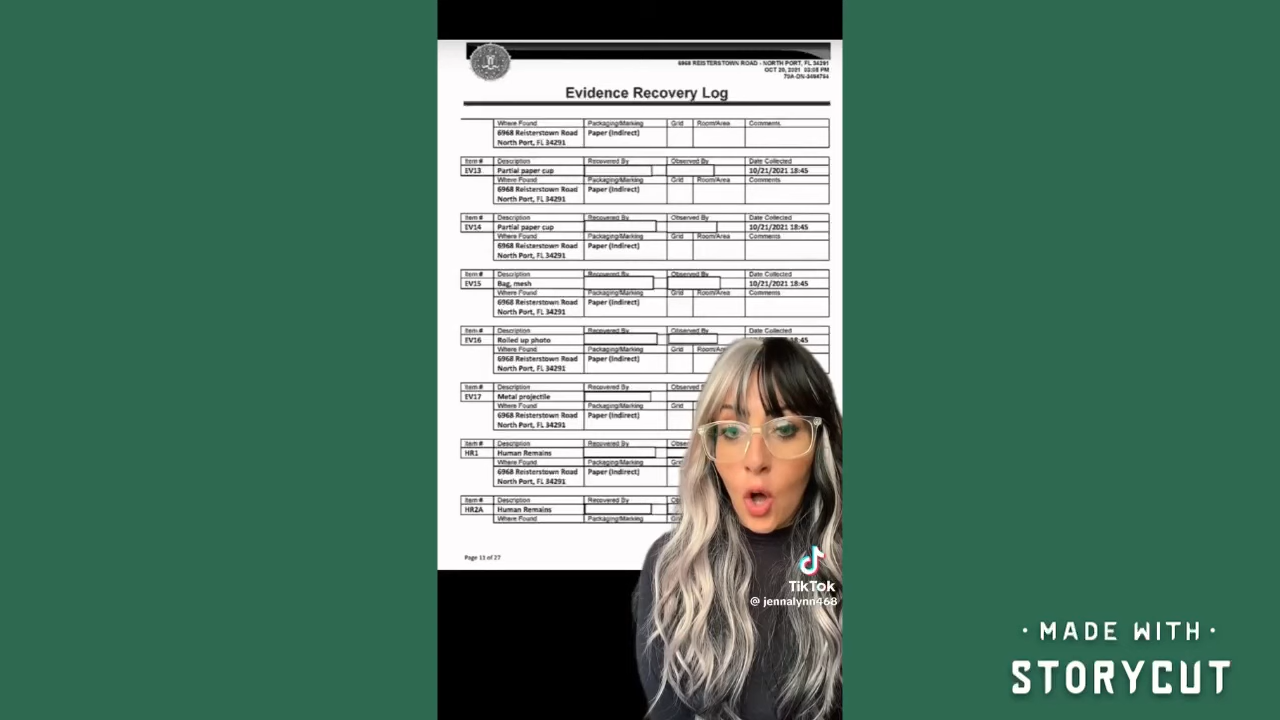 6968 REISTERSTOWN ROAD - NORTH PORT, FL 34291
OCT 20, 2021 03:08 PM
Evidence Recovery Log
Where Found Packaging/Marking Grid Room/Area Comments
6968 Reisterstown Road Paper (Indirect)
North Port, FL 34291
Item # Description Recovered By Observed By Date Collected
EV13 Partial paper cup 10/21/2021 18:45
Where Found Packaging/Marking Grid Room/Area Comments
6968 Reisterstown Road Paper (Indirect)
North Port, FL 34291
Item # Description Recovered By Observed By Date Collected
EV14 Partial paper cup 10/21/2021 18:45
Where Found Packaging/Marking Grid Room/Area Comments
6968 Reisterstown Road Paper (Indirect)
North Port, FL 34291
Item # Description Recovered By Observed By Date Collected
EV15 Bag, mesh 10/21/2021 18:45
Where Found Packaging/Marking Grid Room/Area Comments
6968 Reisterstown Road Paper (Indirect)
North Port, FL 34291
Item # Description Recovered By Observed By Date Collected
EV16 Rolled up photo
Where Found Packaging/Marking Grid
6968 Reisterstown Road Paper (Indirect)
North Port, FL 34291
Item # Description Recovered By Observed
EV17 Metal projectile
Where Found Packaging/Marking Grid
6968 Reisterstown Road Paper (Indirect)
North Port, FL 34291
Item # Description Recovered By
HR1 Human Remains
Where Found Packaging/Marking
6968 Reisterstown Road Paper (Indirect)
North Port, FL 34291
Item # Description Recovered By
HR2A Human Remains
Where Found Packaging/Marking
Page 11 of 27
TikTok
@ jennalynn468
· MADE WITH ·
STORYCUT